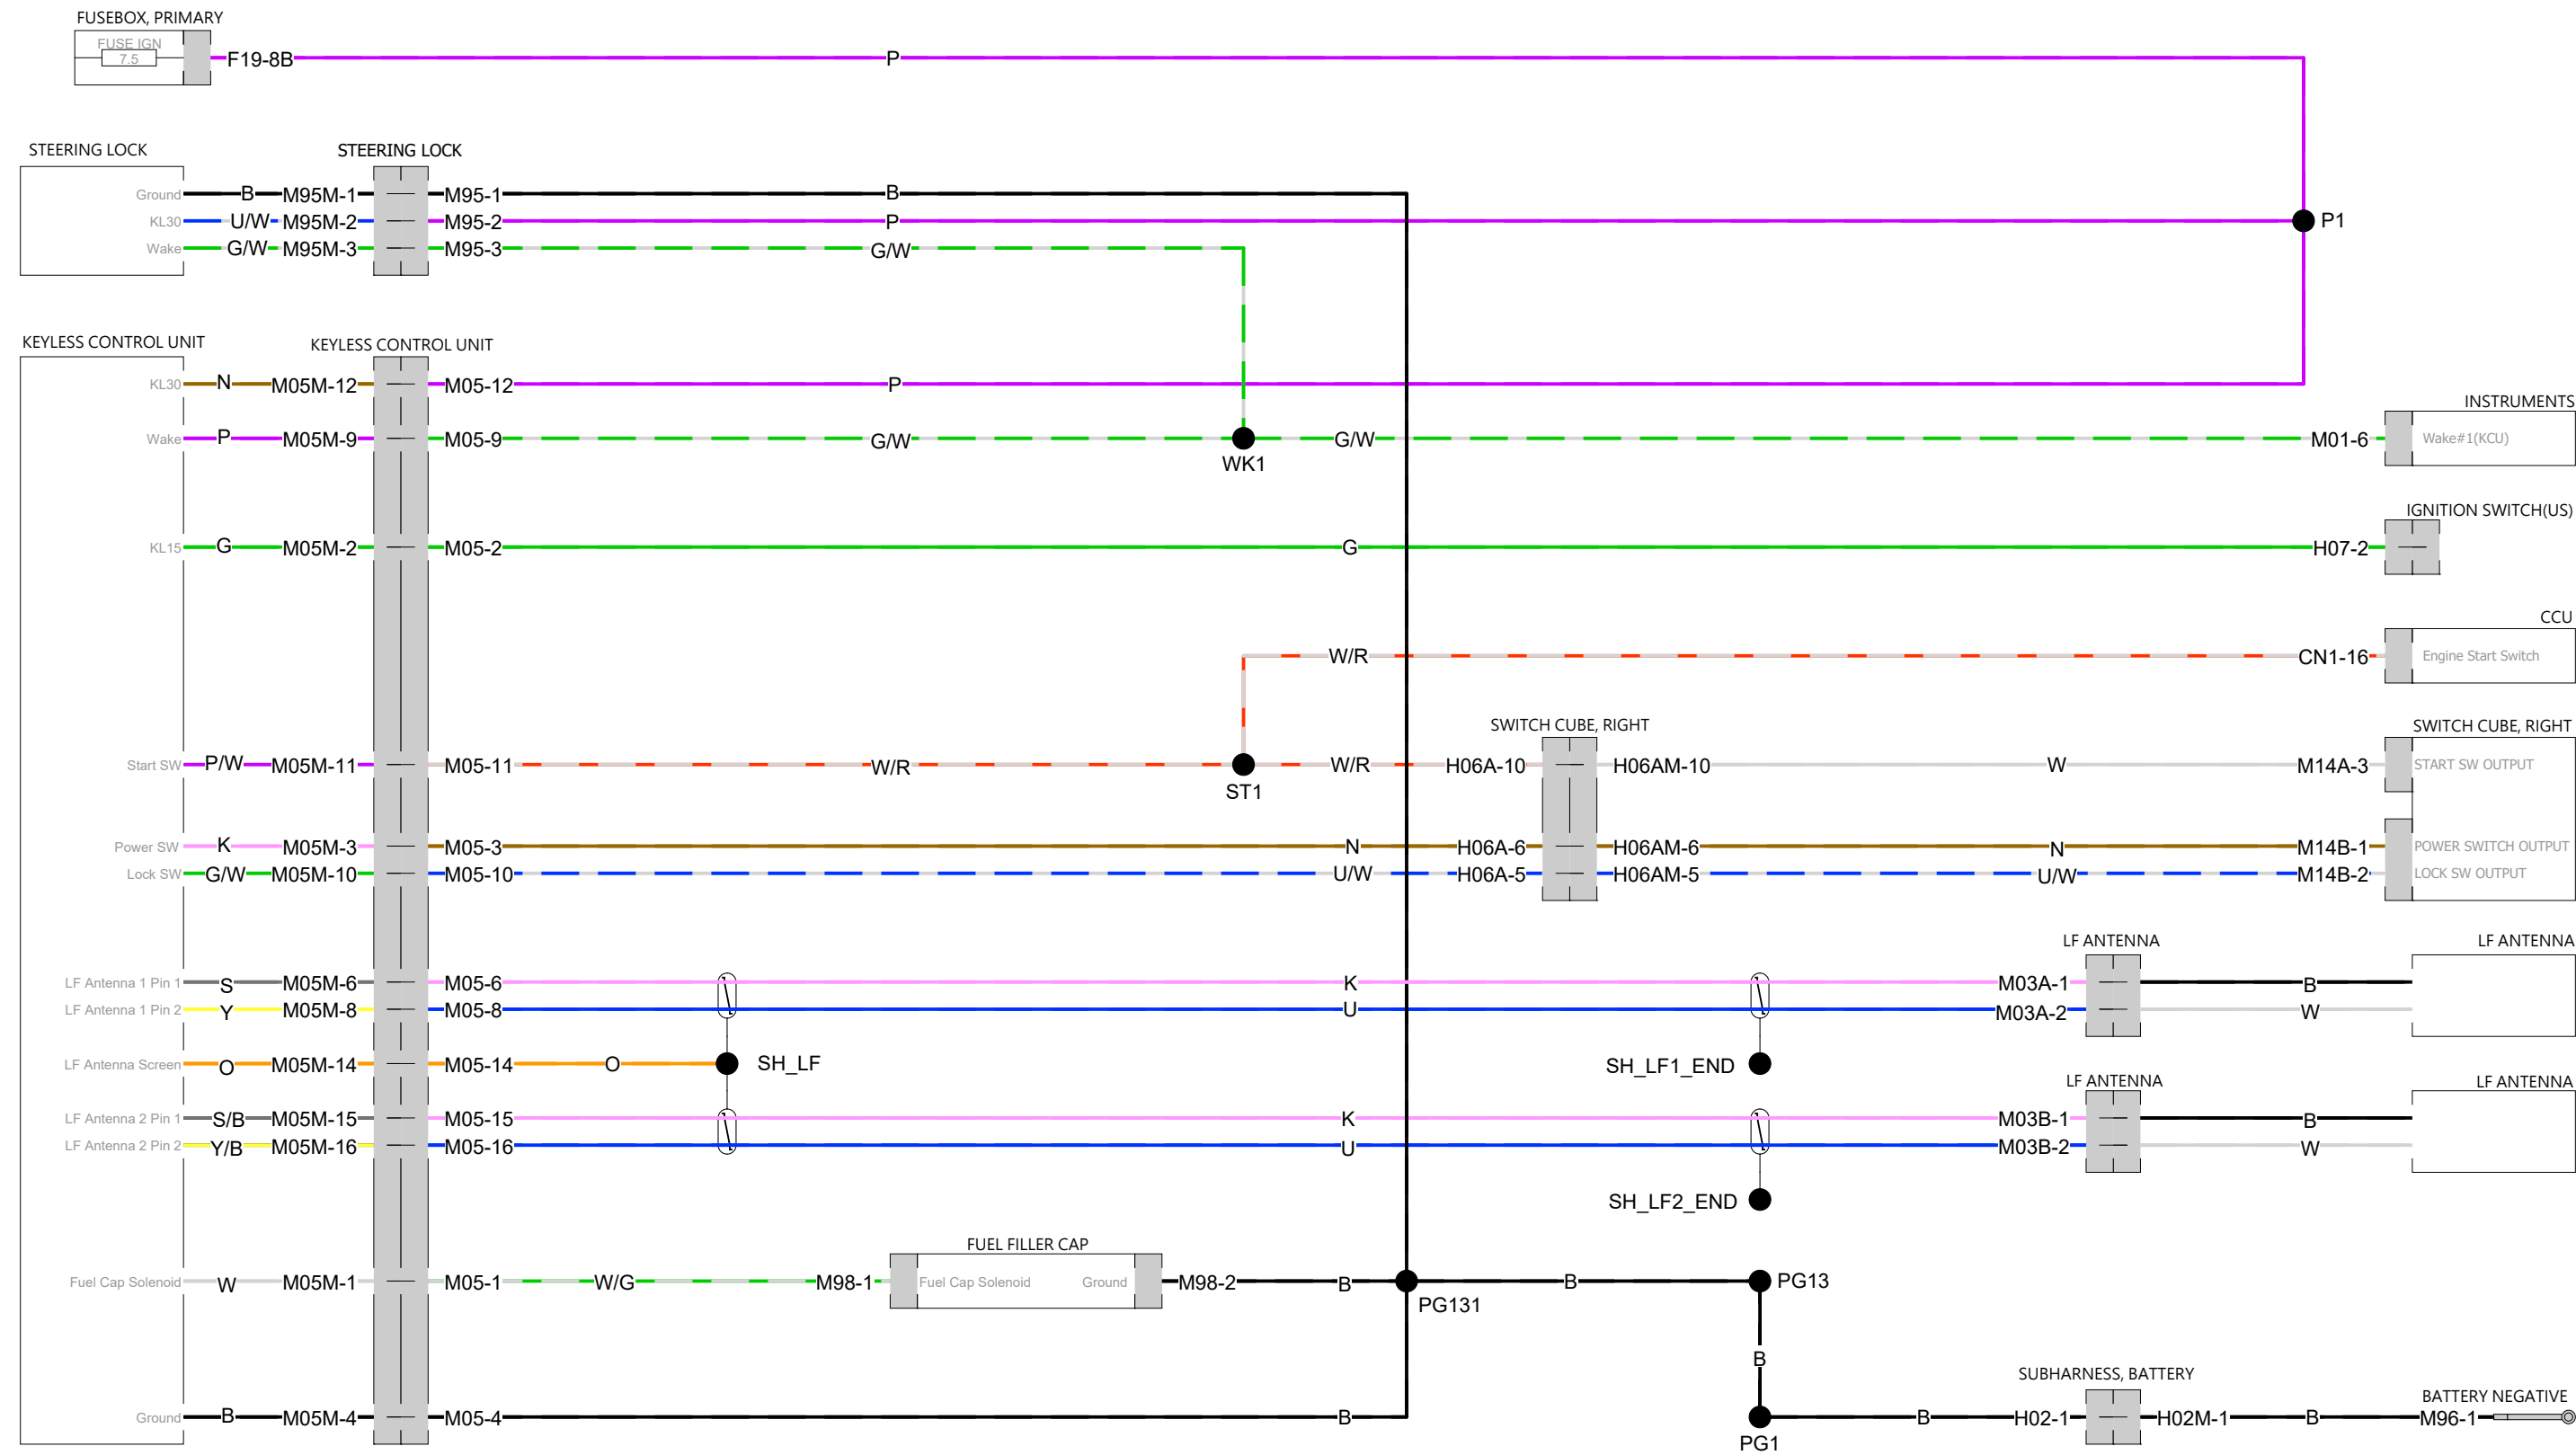 FUSEBOX, PRIMARY
FUSE IGN
7.5
F19-8B
P
STEERING LOCK
STEERING LOCK
Ground B M95M-1 M95-1 B
KL30 U/W M95M-2 M95-2 P P1
Wake G/W M95M-3 M95-3 G/W
KEYLESS CONTROL UNIT
KEYLESS CONTROL UNIT
KL30 N M05M-12 M05-12 P
INSTRUMENTS
Wake P M05M-9 M05-9 G/W G/W M01-6 Wake#1(KCU)
WK1
IGNITION SWITCH(US)
KL15 G M05M-2 M05-2 G H07-2
CCU
W/R CN1-16 Engine Start Switch
SWITCH CUBE, RIGHT
SWITCH CUBE, RIGHT
Start SW P/W M05M-11 M05-11 W/R W/R H06A-10 H06AM-10 W M14A-3 START SW OUTPUT
ST1
Power SW K M05M-3 M05-3 N H06A-6 H06AM-6 N M14B-1 POWER SWITCH OUTPUT
Lock SW G/W M05M-10 M05-10 U/W H06A-5 H06AM-5 U/W M14B-2 LOCK SW OUTPUT
LF ANTENNA
LF ANTENNA
LF Antenna 1 Pin 1 S M05M-6 M05-6 K M03A-1 B
LF Antenna 1 Pin 2 Y M05M-8 M05-8 U M03A-2 W
LF Antenna Screen O M05M-14 M05-14 O SH_LF SH_LF1_END
LF ANTENNA
LF ANTENNA
LF Antenna 2 Pin 1 S/B M05M-15 M05-15 K M03B-1 B
LF Antenna 2 Pin 2 Y/B M05M-16 M05-16 U M03B-2 W
SH_LF2_END
FUEL FILLER CAP
Fuel Cap Solenoid W M05M-1 M05-1 W/G M98-1 Fuel Cap Solenoid Ground M98-2 B B PG13
PG131
B
SUBHARNESS, BATTERY
BATTERY NEGATIVE
Ground B M05M-4 M05-4 B B H02-1 H02M-1 B M96-1
PG1